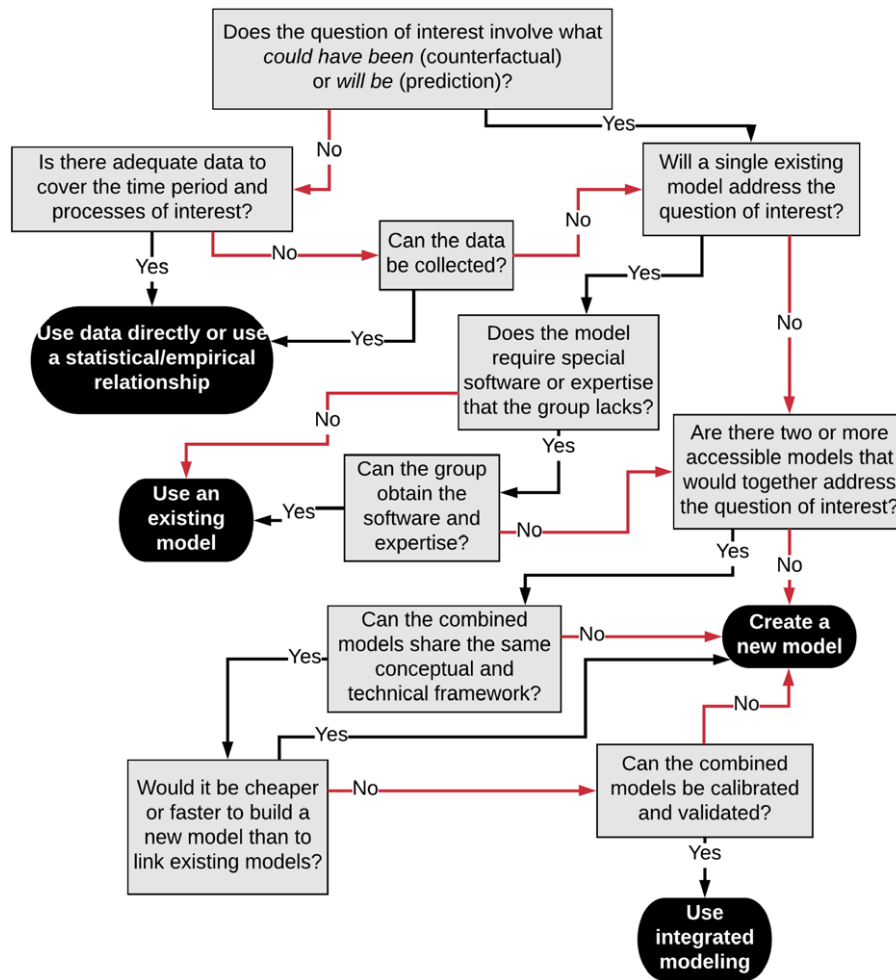 Does the question of interest involve what
could have been (counterfactual)
or will be (prediction)?
No
Yes
Is there adequate data to
cover the time period and
processes of interest?
Will a single existing
model address the
question of interest?
No
Can the data
be collected?
No
Yes
Yes
No
Use data directly or use
a statistical/empirical
relationship
Yes
Does the model
require special
software or expertise
that the group lacks?
No
No
Yes
Are there two or more
accessible models that
would together address
the question of interest?
Can the group
obtain the
software and
expertise?
Use an
existing
model
Yes
No
Yes
No
Can the combined
models share the same
conceptual and
technical framework?
No
Create a
new model
Yes
Yes
No
Would it be cheaper
or faster to build a
new model than to
link existing models?
No
Can the combined
models be calibrated
and validated?
Yes
Use
integrated
modeling